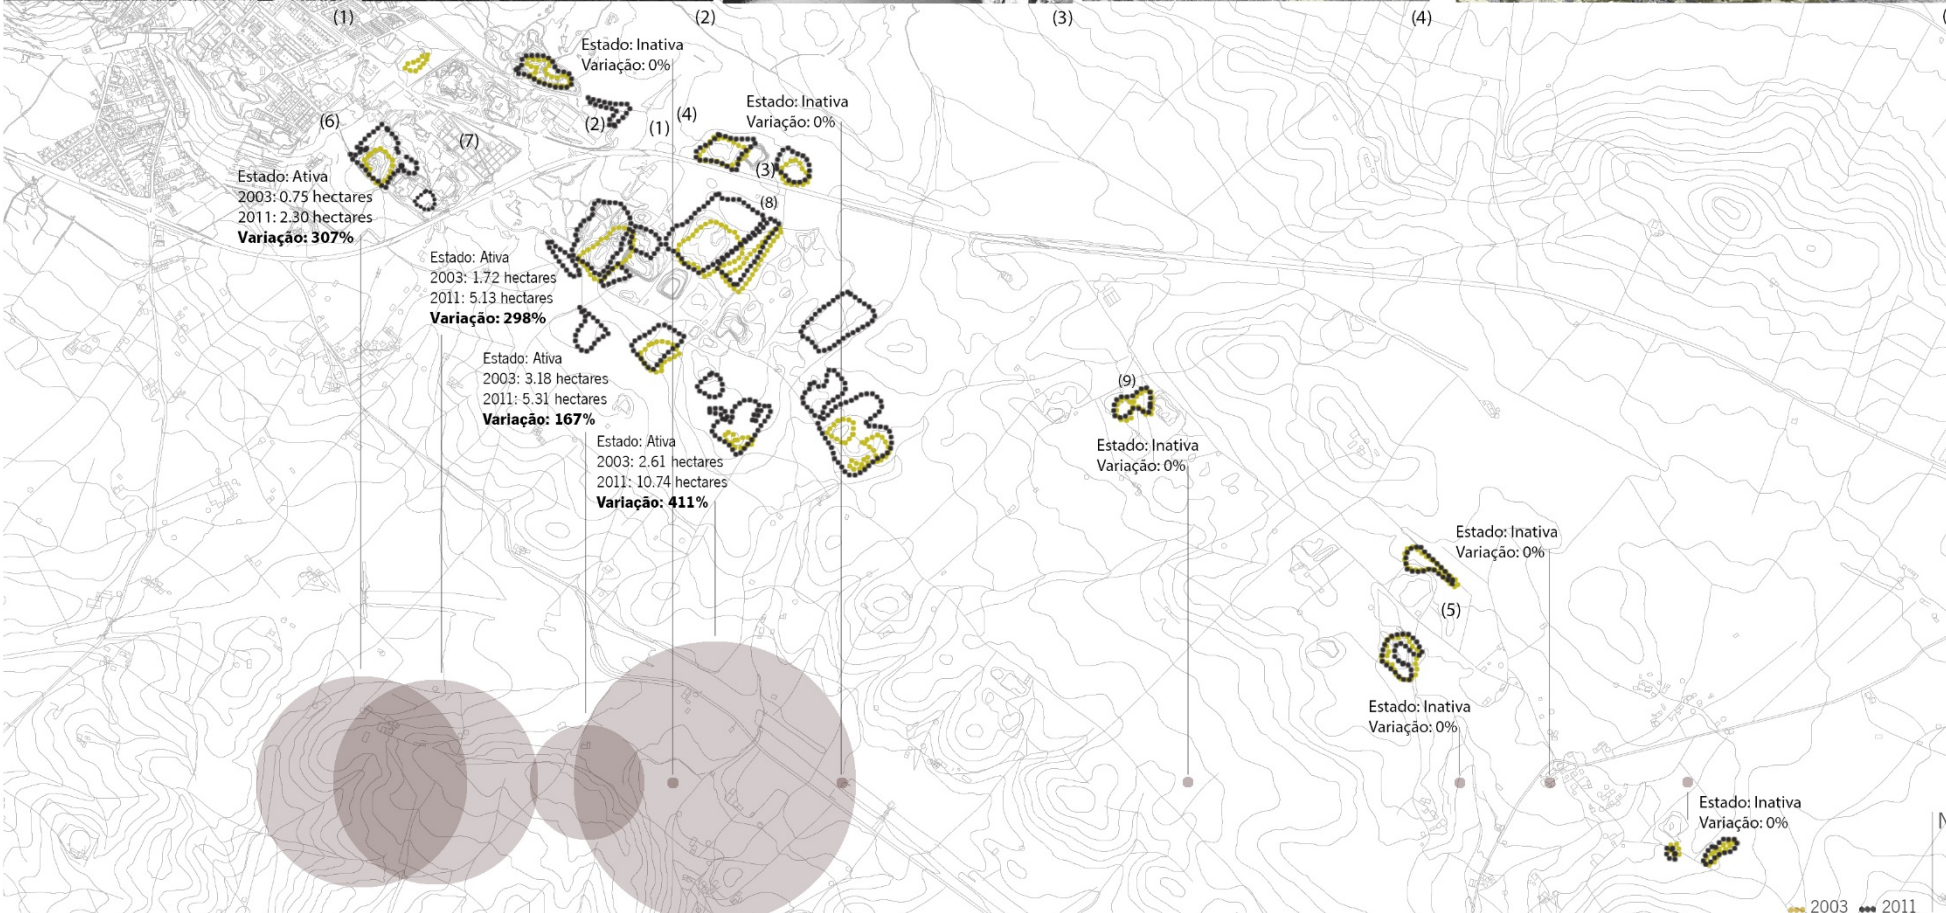 (1)
(2)
(3)
(4)
Estado: Inativa
Variação: 0%
Estado: Inativa
Variação: 0%
(6)
(7)
(2)
(1)
(4)
(3)
(8)
Estado: Ativa
2003: 0.75 hectares
2011: 2.30 hectares
Variação: 307%
Estado: Ativa
2003: 1.72 hectares
2011: 5.13 hectares
Variação: 298%
Estado: Ativa
2003: 3.18 hectares
2011: 5.31 hectares
Variação: 167%
Estado: Ativa
2003: 2.61 hectares
2011: 10.74 hectares
Variação: 411%
(9)
Estado: Inativa
Variação: 0%
Estado: Inativa
Variação: 0%
(5)
Estado: Inativa
Variação: 0%
Estado: Inativa
Variação: 0%
2003 2011